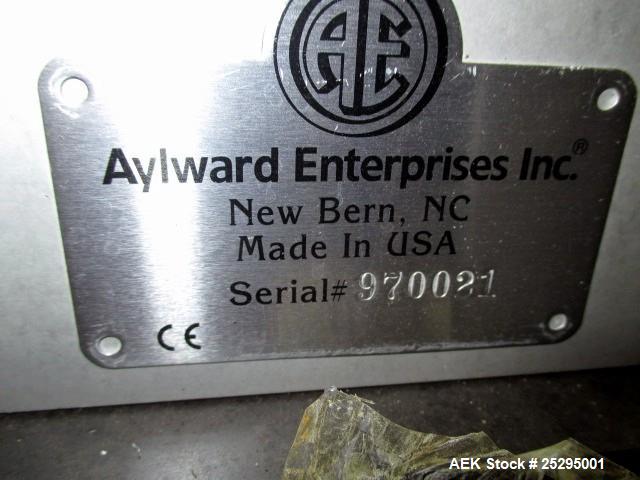 AE
Aylward Enterprises Inc.®
New Bern, NC
Made In USA
Serial# 970021
CE
AEK Stock # 25295001